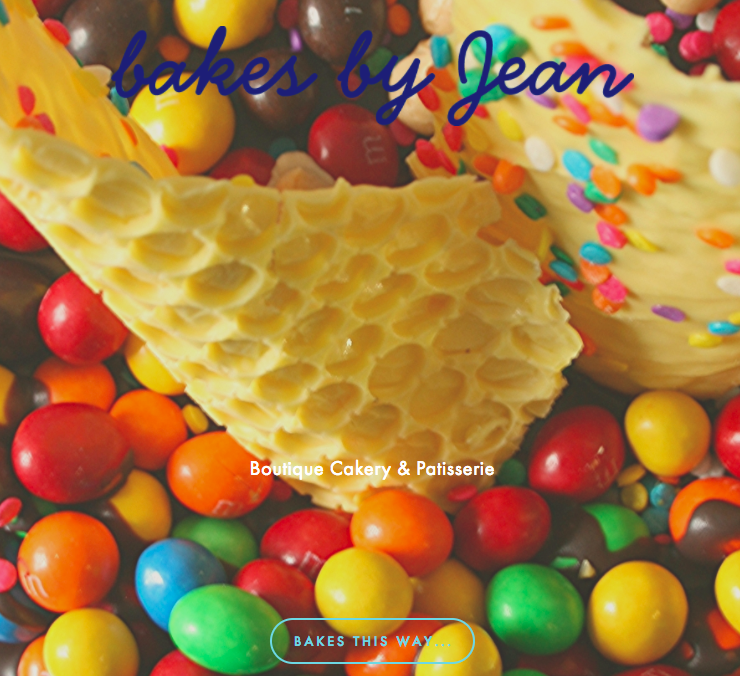 bakes by Jean
Boutique Cakery & Patisserie
BAKES THIS WAY...